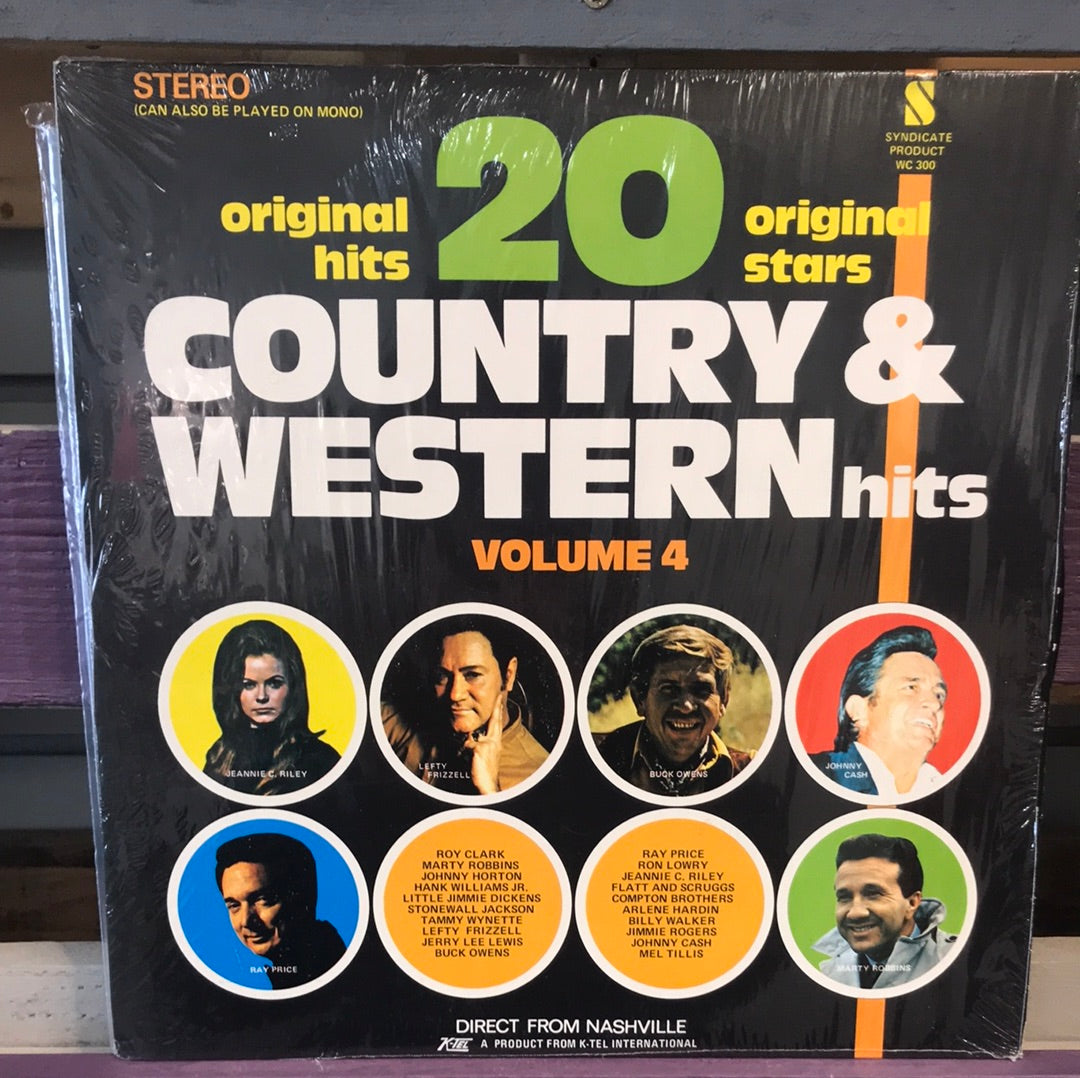 STEREO
(CAN ALSO BE PLAYED ON MONO)
S
SYNDICATE
PRODUCT
WC 300
original
hits
20
original
stars
COUNTRY &
WESTERN hits
VOLUME 4
JEANNIE C. RILEY
LEFTY
FRIZZELL
BUCK OWENS
JOHNNY
CASH
RAY PRICE
ROY CLARK
MARTY ROBBINS
JOHNNY HORTON
HANK WILLIAMS JR.
LITTLE JIMMIE DICKENS
STONEWALL JACKSON
TAMMY WYNETTE
LEFTY FRIZZELL
JERRY LEE LEWIS
BUCK OWENS
RAY PRICE
RON LOWRY
JEANNIE C. RILEY
FLATT AND SCRUGGS
COMPTON BROTHERS
ARLENE HARDIN
BILLY WALKER
JIMMIE ROGERS
JOHNNY CASH
MEL TILLIS
MARTY ROBBINS
DIRECT FROM NASHVILLE
K-TEL A PRODUCT FROM K-TEL INTERNATIONAL